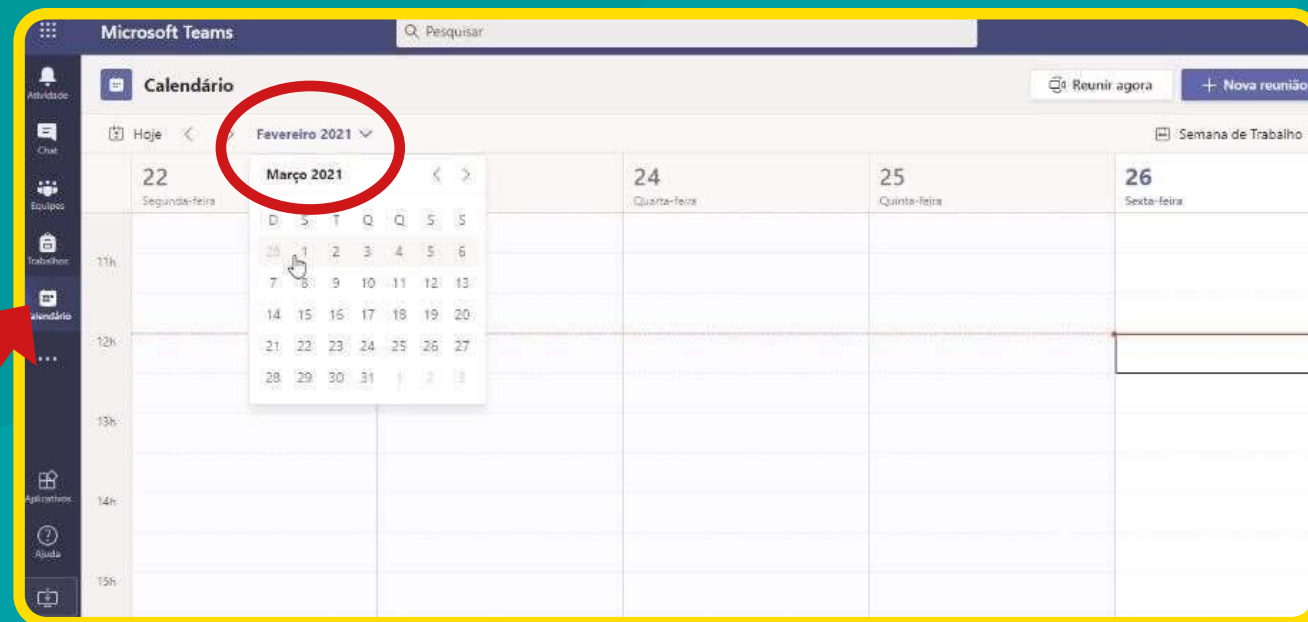 Microsoft Teams
Pesquisar
Atividade
Chat
Equipes
Trabalhos
Calendário
Aplicativos
Ajuda
Calendário
Reunir agora
+ Nova reunião
Hoje < > Fevereiro 2021
Semana de Trabalho
22 24 25 26
Segunda-feira Quarta-feira Quinta-feira Sexta-feira
Março 2021 < >
D S T Q Q S S
28 1 2 3 4 5 6
7 8 9 10 11 12 13
14 15 16 17 18 19 20
21 22 23 24 25 26 27
28 29 30 31 1 2 3
11h
12h
13h
14h
15h